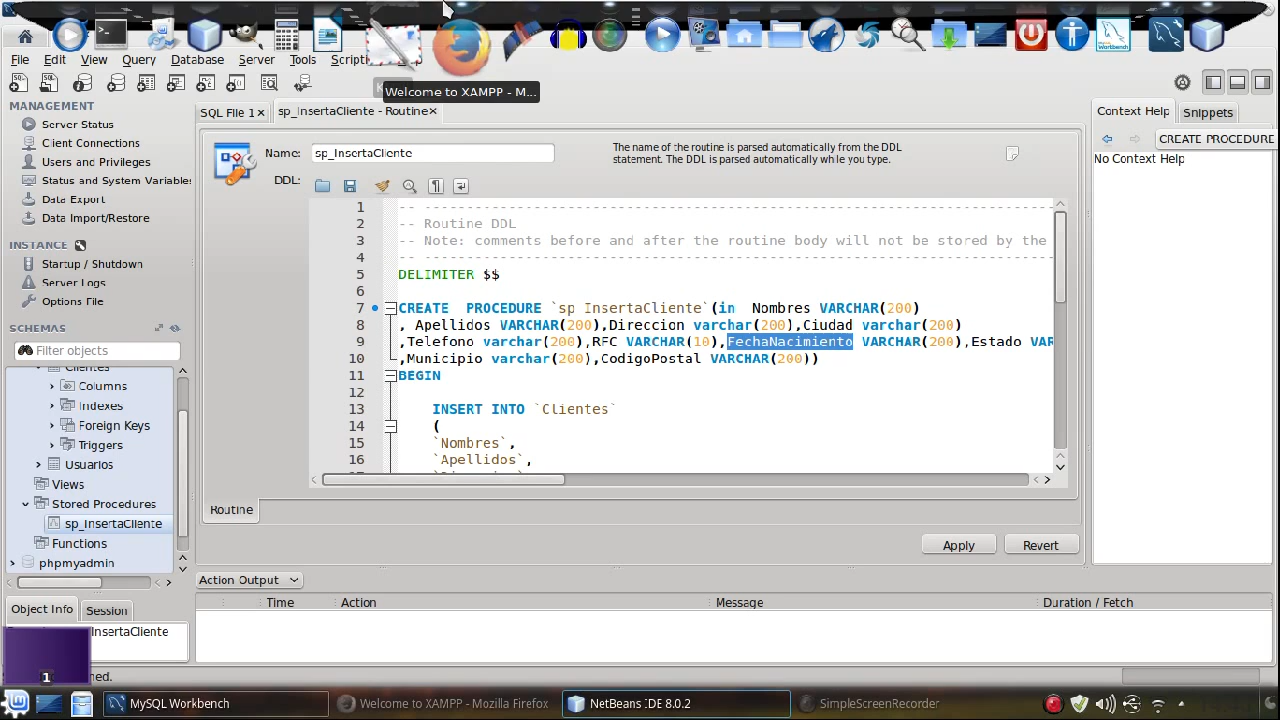 File Edit View Query Database Server Tools Scripti
Welcome to XAMPP - M...
MANAGEMENT
Server Status
Client Connections
Users and Privileges
Status and System Variables
Data Export
Data Import/Restore
INSTANCE
Startup / Shutdown
Server Logs
Options File
SCHEMAS
Filter objects
Clientes
Columns
Indexes
Foreign Keys
Triggers
Usuarios
Views
Stored Procedures
sp_InsertaCliente
Functions
phpmyadmin
Object Info Session
InsertaCliente
1
SQL File 1× sp_InsertaCliente - Routine×
Name: sp_InsertaCliente
The name of the routine is parsed automatically from the DDL
statement. The DDL is parsed automatically while you type.
DDL:
1 -- ----------------------------------------------------------------------------
2 -- Routine DDL
3 -- Note: comments before and after the routine body will not be stored by the
4 -- ----------------------------------------------------------------------------
5 DELIMITER $$
6
7 CREATE PROCEDURE `sp_InsertaCliente`(in Nombres VARCHAR(200)
8 , Apellidos VARCHAR(200),Direccion varchar(200),Ciudad varchar(200)
9 ,Telefono varchar(200),RFC VARCHAR(10),FechaNacimiento VARCHAR(200),Estado VAR
10 ,Municipio varchar(200),CodigoPostal VARCHAR(200))
11 BEGIN
12
13 INSERT INTO `Clientes`
14 (
15 `Nombres`,
16 `Apellidos`,
Routine
Apply Revert
Action Output
Time Action Message Duration / Fetch
Context Help Snippets
CREATE PROCEDURE
No Context Help
MySQL Workbench Welcome to XAMPP - Mozilla Firefox NetBeans IDE 8.0.2 SimpleScreenRecorder